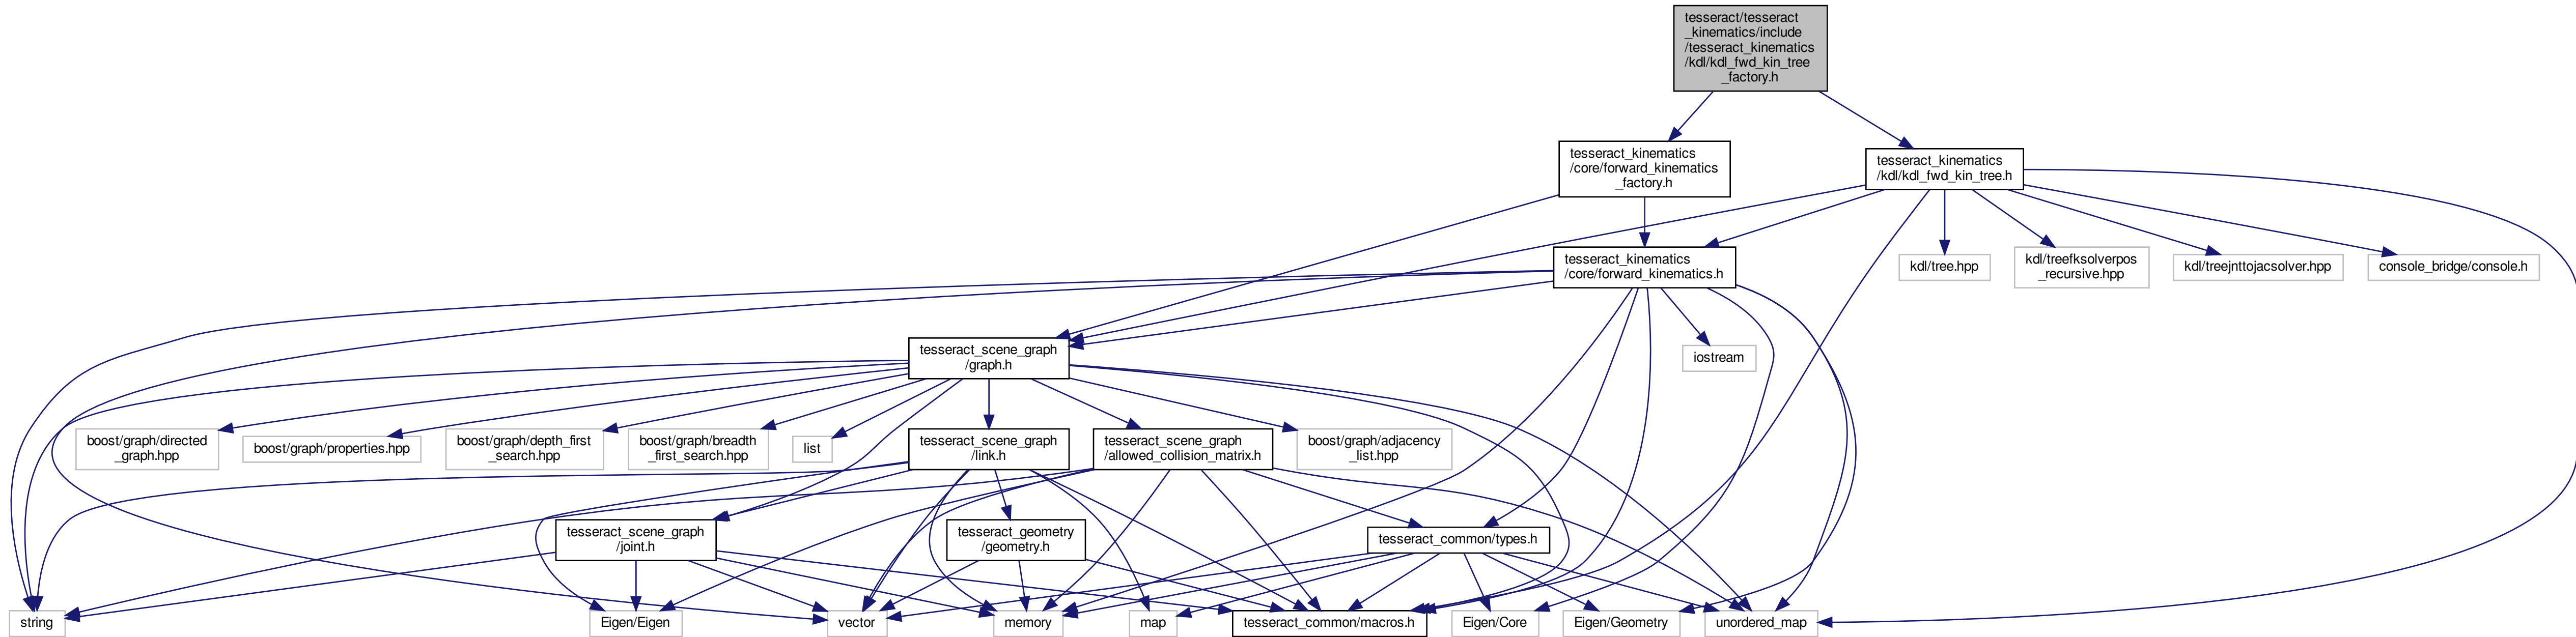 tesseract/tesseract
_kinematics/include
/tesseract_kinematics
/kdl/kdl_fwd_kin_tree
_factory.h
tesseract_kinematics
/core/forward_kinematics
_factory.h
tesseract_kinematics
/kdl/kdl_fwd_kin_tree.h
tesseract_kinematics
/core/forward_kinematics.h
kdl/tree.hpp
kdl/treefksolverpos
_recursive.hpp
kdl/treejnttojacsolver.hpp
console_bridge/console.h
tesseract_scene_graph
/graph.h
iostream
boost/graph/directed
_graph.hpp
boost/graph/properties.hpp
boost/graph/depth_first
_search.hpp
boost/graph/breadth
_first_search.hpp
list
tesseract_scene_graph
/link.h
tesseract_scene_graph
/allowed_collision_matrix.h
boost/graph/adjacency
_list.hpp
tesseract_scene_graph
/joint.h
tesseract_geometry
/geometry.h
tesseract_common/types.h
string
Eigen/Eigen
vector
memory
map
tesseract_common/macros.h
Eigen/Core
Eigen/Geometry
unordered_map